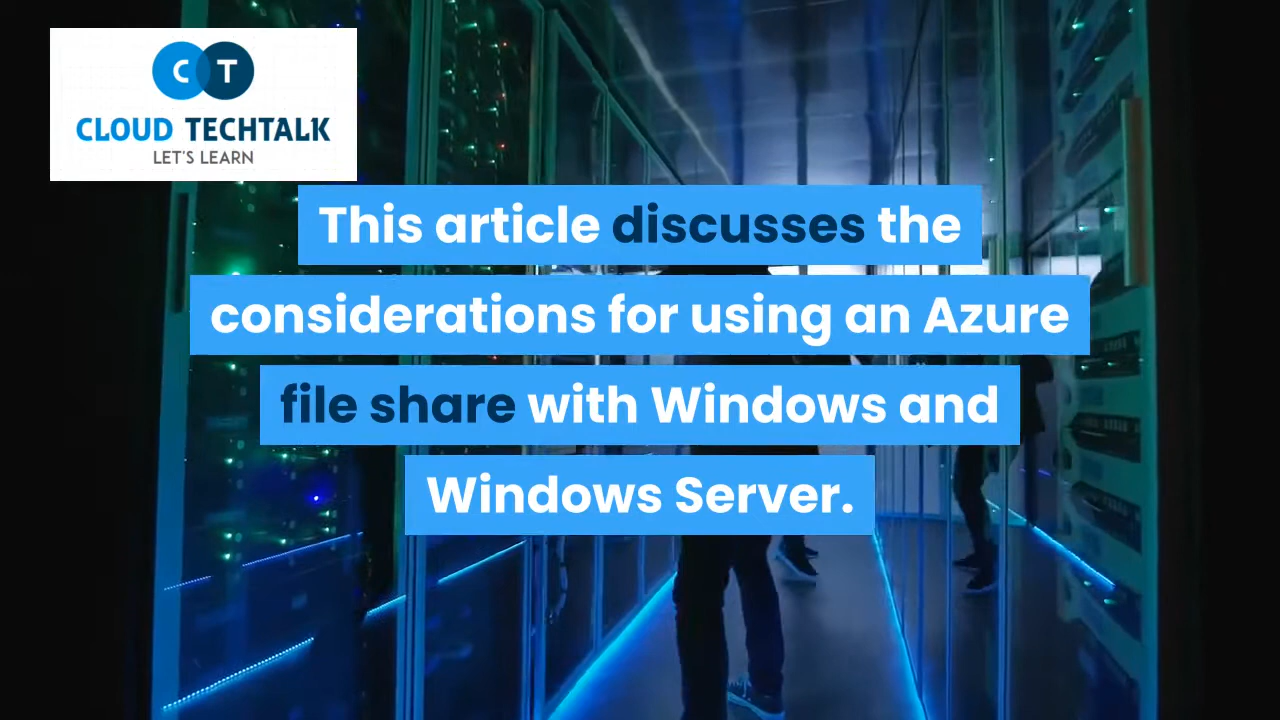 CT
CLOUD TECHTALK
LET'S LEARN
This article discusses the
considerations for using an Azure
file share with Windows and
Windows Server.